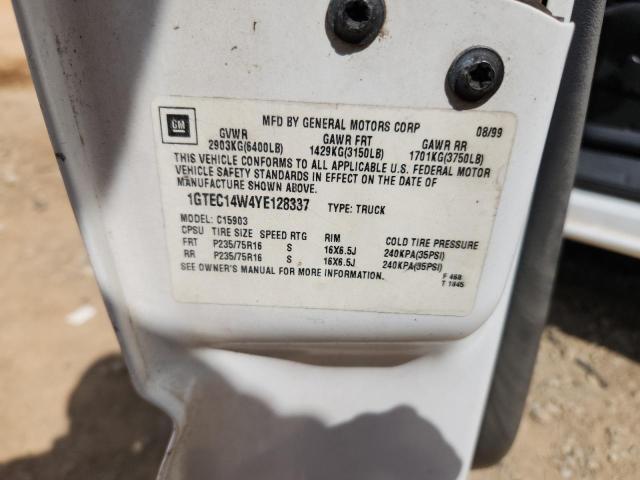 GM
MFD BY GENERAL MOTORS CORP 08/99
GVWR GAWR FRT GAWR RR
2903KG(6400LB) 1429KG(3150LB) 1701KG(3750LB)
THIS VEHICLE CONFORMS TO ALL APPLICABLE U.S. FEDERAL MOTOR
VEHICLE SAFETY STANDARDS IN EFFECT ON THE DATE OF
MANUFACTURE SHOWN ABOVE.
1GTEC14W4YE128337 TYPE: TRUCK
MODEL: C15903
CPSU TIRE SIZE SPEED RTG RIM COLD TIRE PRESSURE
FRT P235/75R16 S 16X6.5J 240KPA(35PSI)
RR P235/75R16 S 16X6.5J 240KPA(35PSI)
SEE OWNER'S MANUAL FOR MORE INFORMATION.
F 468
T 1845